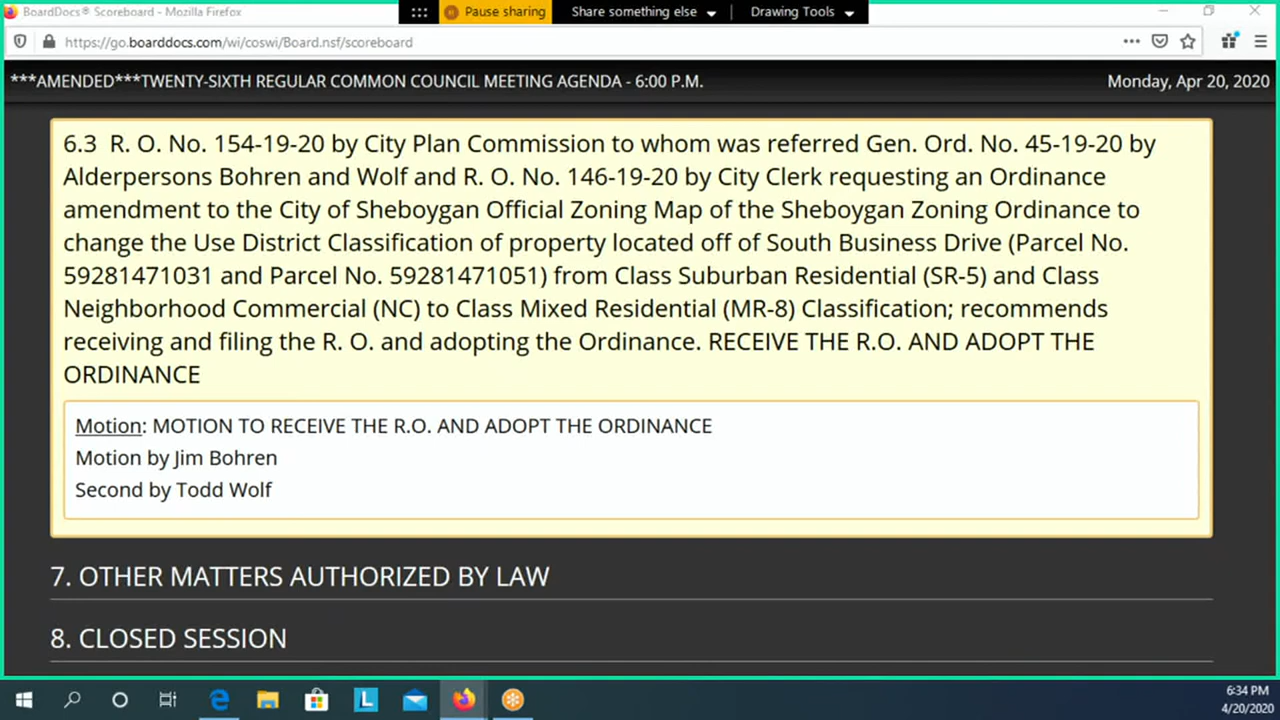 BoardDocs® Scoreboard - Mozilla Firefox
Pause sharing
Share something else
Drawing Tools
https://go.boarddocs.com/wi/coswi/Board.nsf/scoreboard
***AMENDED***TWENTY-SIXTH REGULAR COMMON COUNCIL MEETING AGENDA - 6:00 P.M.
Monday, Apr 20, 2020
6.3 R. O. No. 154-19-20 by City Plan Commission to whom was referred Gen. Ord. No. 45-19-20 by
Alderpersons Bohren and Wolf and R. O. No. 146-19-20 by City Clerk requesting an Ordinance
amendment to the City of Sheboygan Official Zoning Map of the Sheboygan Zoning Ordinance to
change the Use District Classification of property located off of South Business Drive (Parcel No.
59281471031 and Parcel No. 59281471051) from Class Suburban Residential (SR-5) and Class
Neighborhood Commercial (NC) to Class Mixed Residential (MR-8) Classification; recommends
receiving and filing the R. O. and adopting the Ordinance. RECEIVE THE R.O. AND ADOPT THE
ORDINANCE
Motion: MOTION TO RECEIVE THE R.O. AND ADOPT THE ORDINANCE
Motion by Jim Bohren
Second by Todd Wolf
7. OTHER MATTERS AUTHORIZED BY LAW
8. CLOSED SESSION
L
6:34 PM
4/20/2020